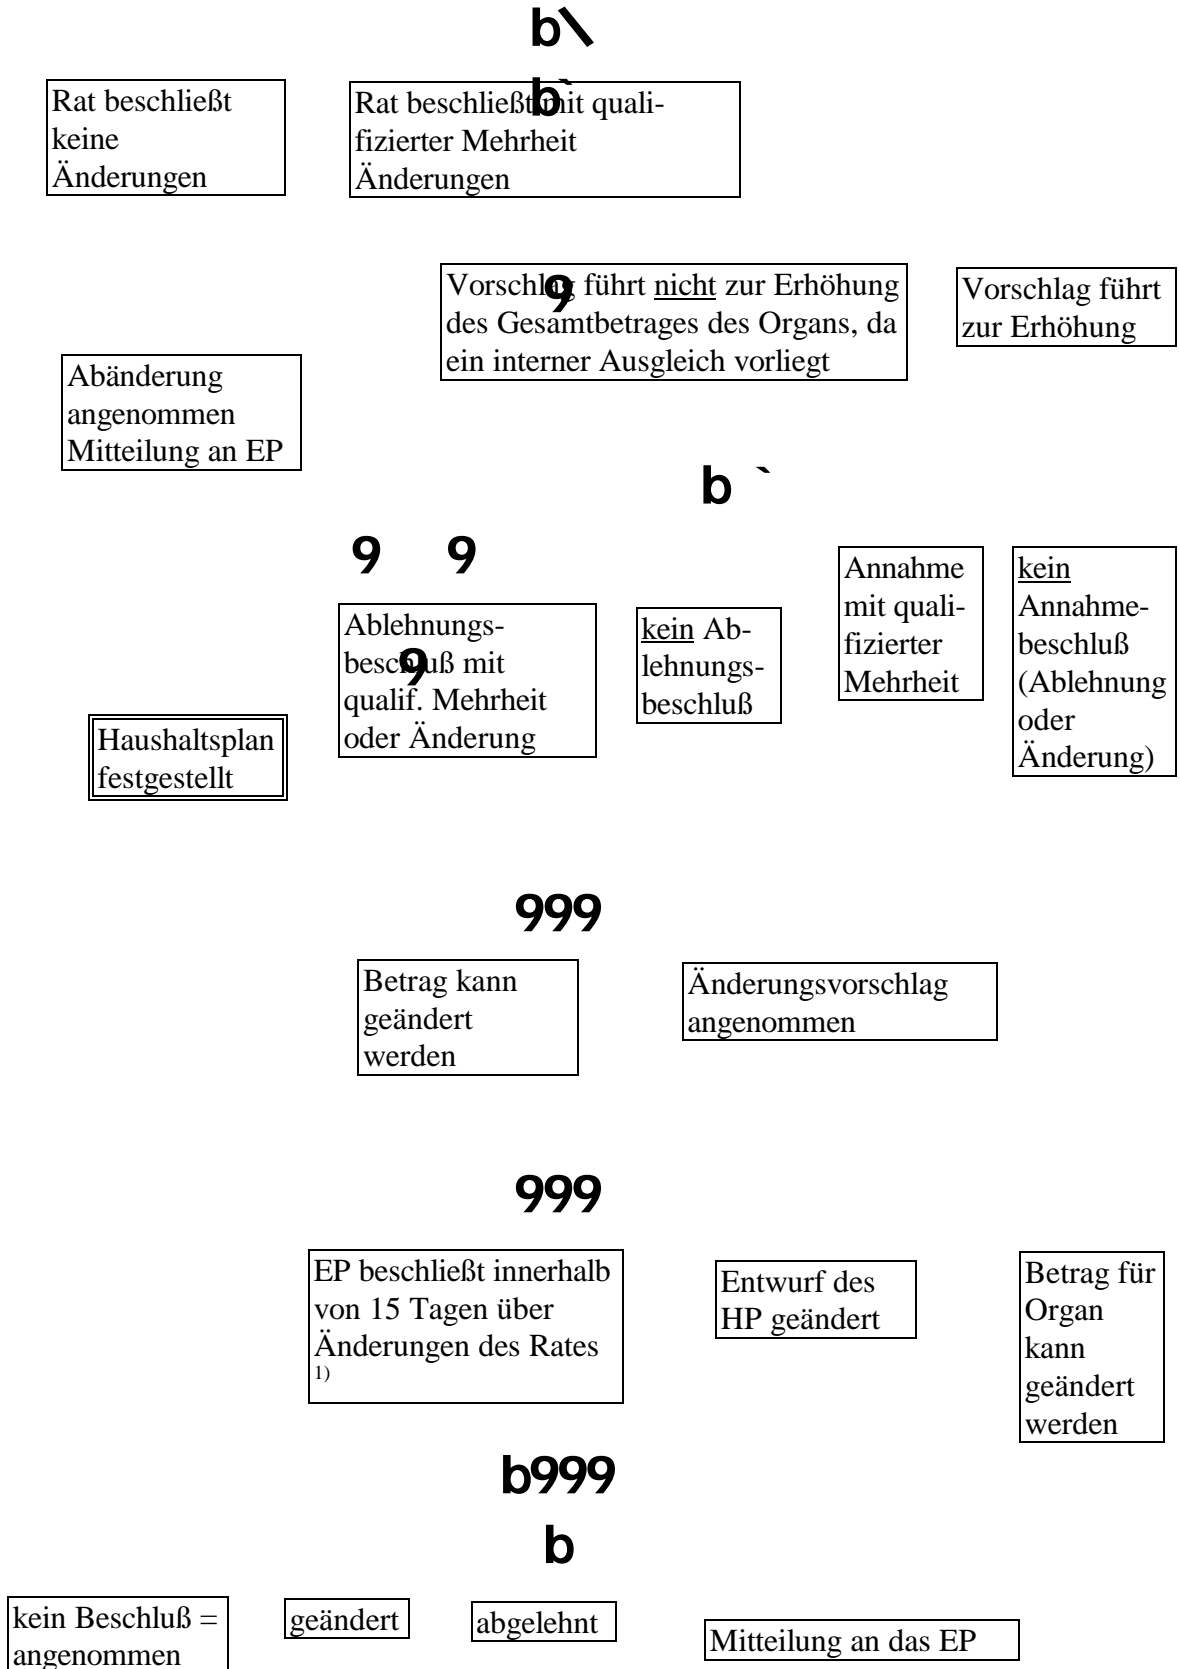 b\
b`
Rat beschließt
keine
Änderungen
Rat beschließt mit quali-
fizierter Mehrheit
Änderungen
9
Vorschlag führt nicht zur Erhöhung
des Gesamtbetrages des Organs, da
ein interner Ausgleich vorliegt
Vorschlag führt
zur Erhöhung
Abänderung
angenommen
Mitteilung an EP
b `
9 9
9
Ablehnungs-
beschluß mit
qualif. Mehrheit
oder Änderung
kein Ab-
lehnungs-
beschluß
Annahme
mit quali-
fizierter
Mehrheit
kein
Annahme-
beschluß
(Ablehnung
oder
Änderung)
Haushaltsplan
festgestellt
999
Betrag kann
geändert
werden
Änderungsvorschlag
angenommen
999
EP beschließt innerhalb
von 15 Tagen über
Änderungen des Rates
1)
Entwurf des
HP geändert
Betrag für
Organ
kann
geändert
werden
b999
b
kein Beschluß =
angenommen
geändert
abgelehnt
Mitteilung an das EP